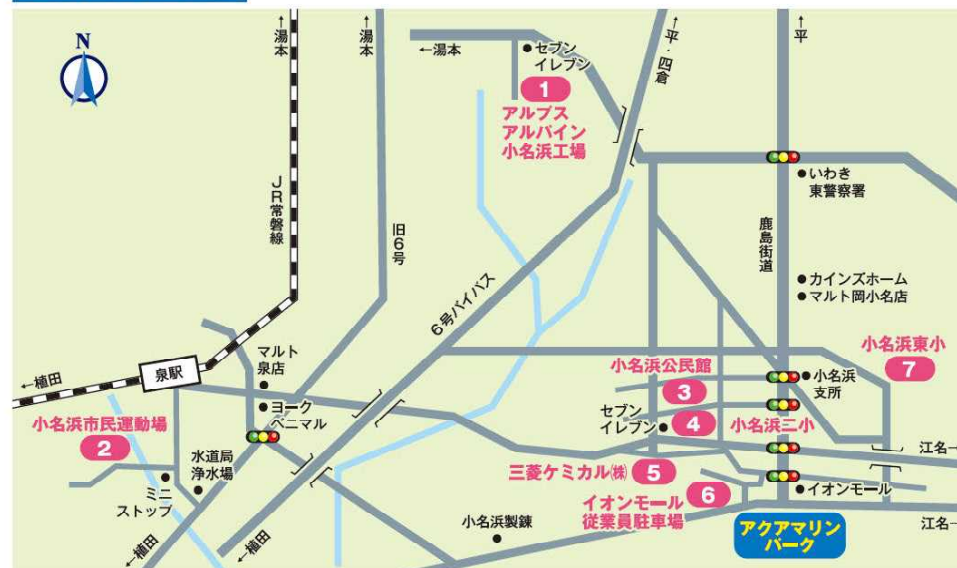 ←湯本
←湯本
←湯本
←平・四倉
←平
N
セブン
イレブン
1
アルプス
アルパイン
小名浜工場
いわき
東警察署
JR常磐線
旧6号
6号バイパス
鹿島街道
カインズホーム
マルト岡小名店
小名浜東小
7
小名浜公民館
3
小名浜
支所
マルト
泉店
泉駅
←植田
ヨーク
ベニマル
セブン
イレブン
4
小名浜二小
小名浜市民運動場
2
水道局
浄水場
ミニ
ストップ
三菱ケミカル㈱
5
江名→
イオンモール
従業員駐車場
6
イオンモール
小名浜製錬
アクアマリン
パーク
江名→
←植田
←植田